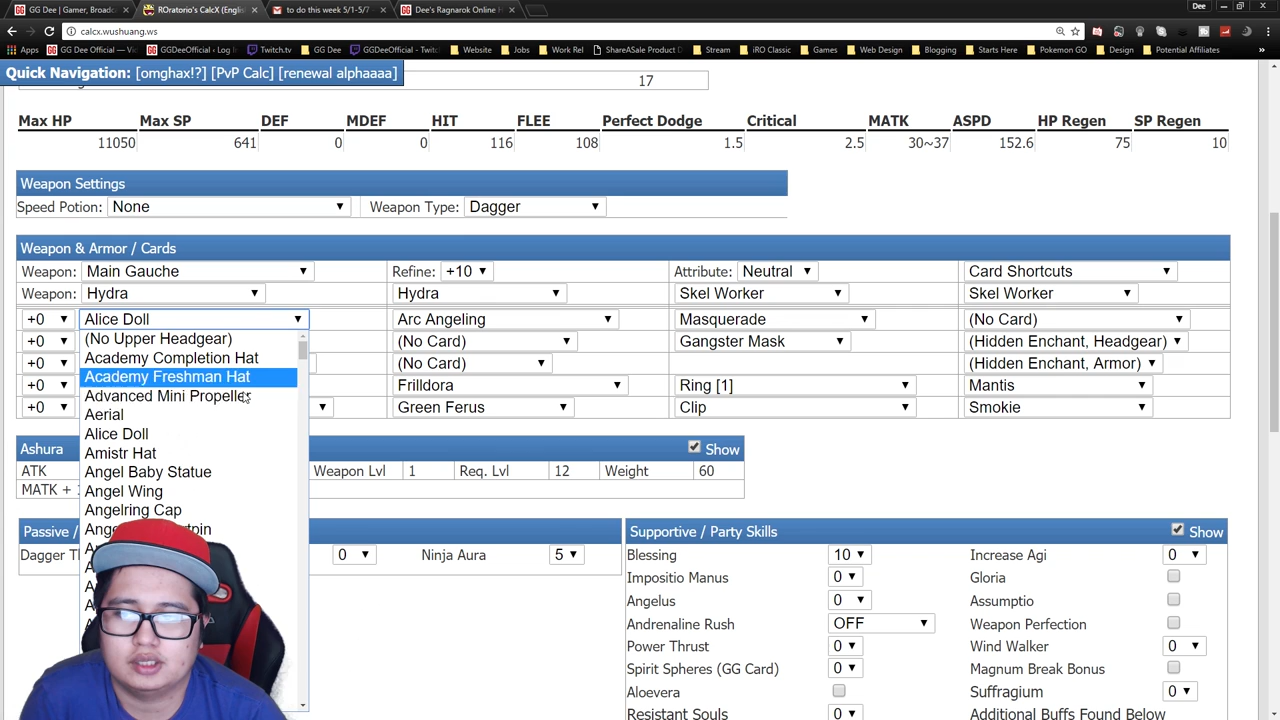 GG Dee | Gamer, Broadc
ROratorio's CalcX (Englis
to do this week 5/1-5/7
Dee's Ragnarok Online H
Dee
calcx.wushuang.ws
Apps
GG Dee Official — Vi
GGDeeOfficial ‹ Log I
Twitch.tv
GG Dee
GGDeeOfficial - Twitc
Website
Jobs
Work Rel
ShareASale Product D
Stream
iRO Classic
Games
Web Design
Blogging
Starts Here
Pokemon GO
Design
Potential Affiliates
Quick Navigation: [omghax!?] [PvP Calc] [renewal alphaaaa]
17
Max HP Max SP DEF MDEF HIT FLEE Perfect Dodge Critical MATK ASPD HP Regen SP Regen
11050 641 0 0 116 108 1.5 2.5 30~37 152.6 75 10
Weapon Settings
Speed Potion: None Weapon Type: Dagger
Weapon & Armor / Cards
Weapon: Main Gauche Refine: +10 Attribute: Neutral Card Shortcuts
Weapon: Hydra Hydra Skel Worker Skel Worker
+0 Alice Doll Arc Angeling Masquerade (No Card)
+0 (No Card) Gangster Mask (Hidden Enchant, Headgear)
+0 (No Card) (Hidden Enchant, Armor)
+0 Frilldora Ring [1] Mantis
+0 Green Ferus Clip Smokie
(No Upper Headgear)
Academy Completion Hat
Academy Freshman Hat
Advanced Mini Propeller
Aerial
Alice Doll
Amistr Hat
Angel Baby Statue
Angel Wing
Angelring Cap
Ashura Show
ATK Weapon Lvl 1 Req. Lvl 12 Weight 60
MATK +
Passive /
Dagger 0 Ninja Aura 5
Supportive / Party Skills Show
Blessing 10 Increase Agi 0
Impositio Manus 0 Gloria
Angelus 0 Assumptio
Andrenaline Rush OFF Weapon Perfection
Power Thrust 0 Wind Walker 0
Spirit Spheres (GG Card) 0 Magnum Break Bonus
Aloevera Suffragium 0
Resistant Souls 0 Additional Buffs Found Below